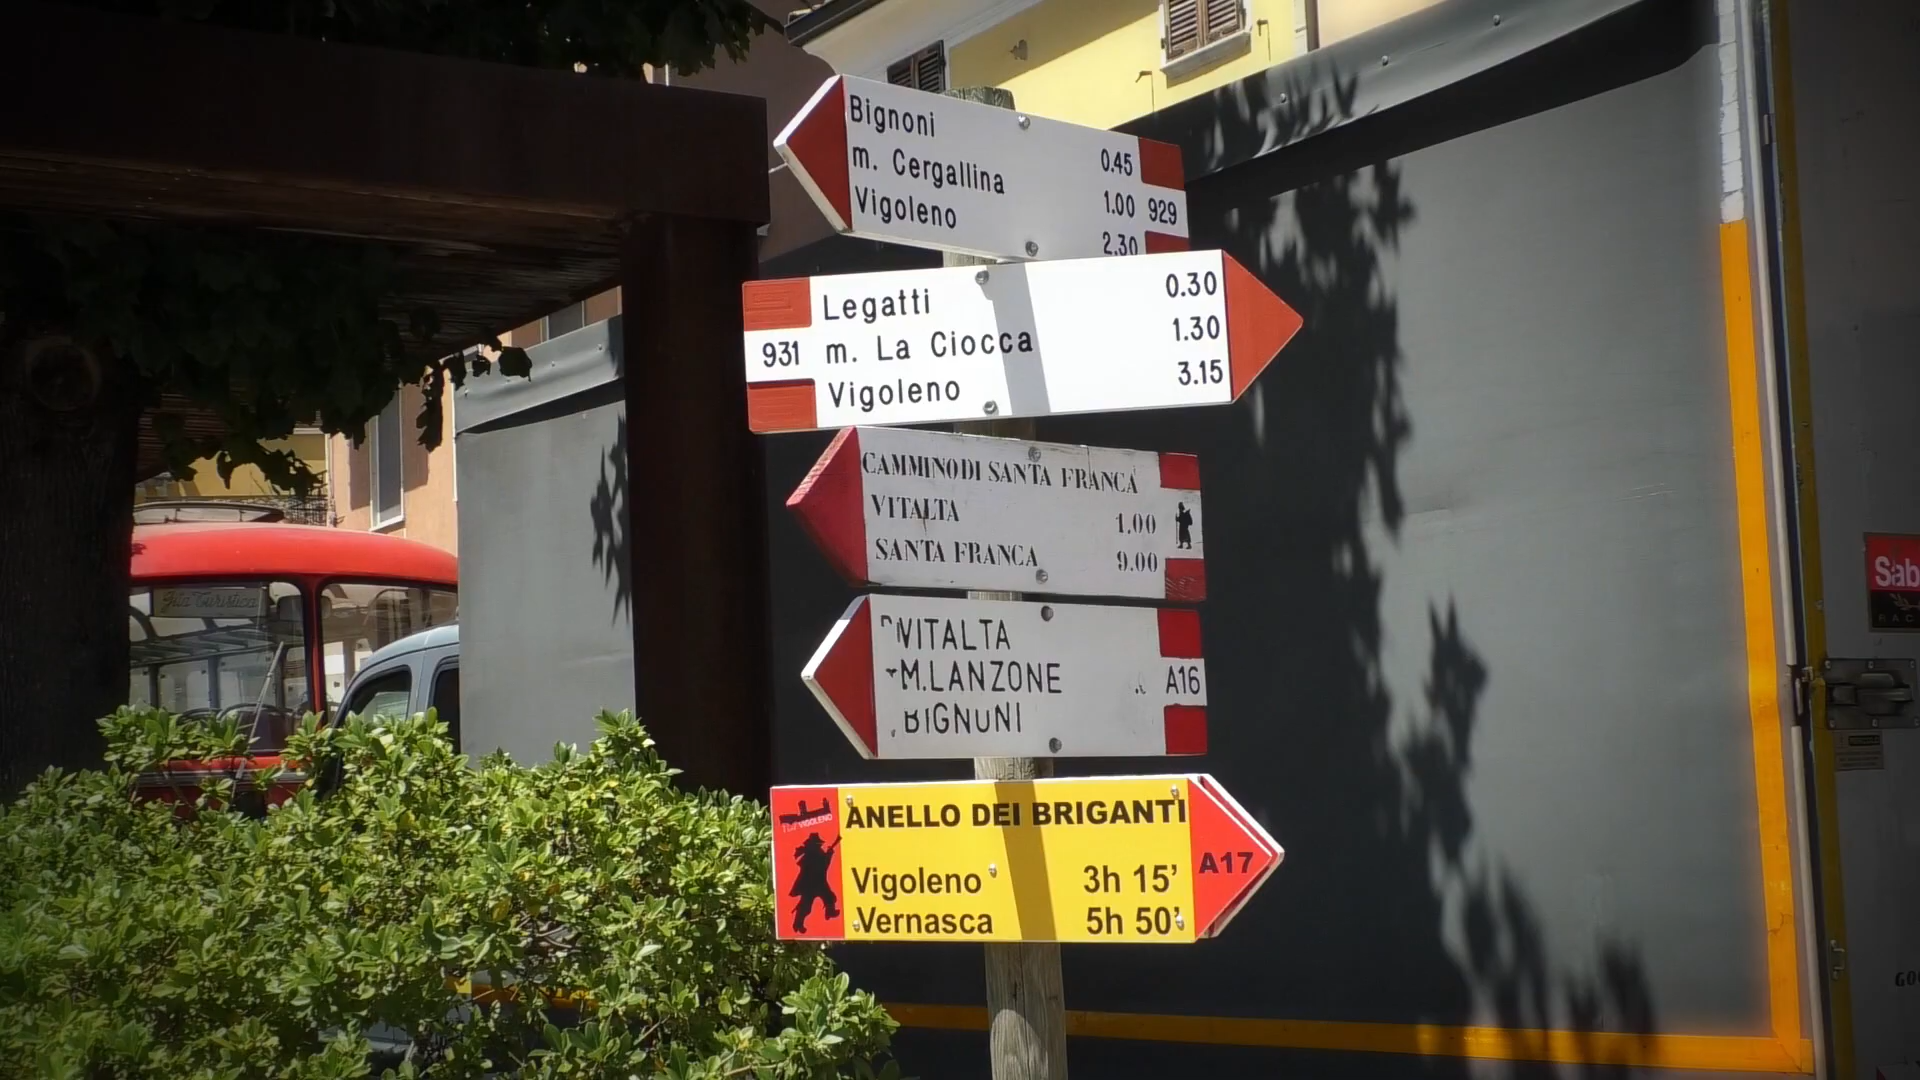 Bignoni 0.45
m. Cergallina 1.00 929
Vigoleno 2.30
Legatti 0.30
931 m. La Ciocca 1.30
Vigoleno 3.15
CAMMINO DI SANTA FRANCA
VITALTA 1.00
SANTA FRANCA 9.00
VITALTA
M.LANZONE A16
BIGNONI
ANELLO DEI BRIGANTI
VIGOLENO
A17
Vigoleno 3h 15'
Vernasca 5h 50'